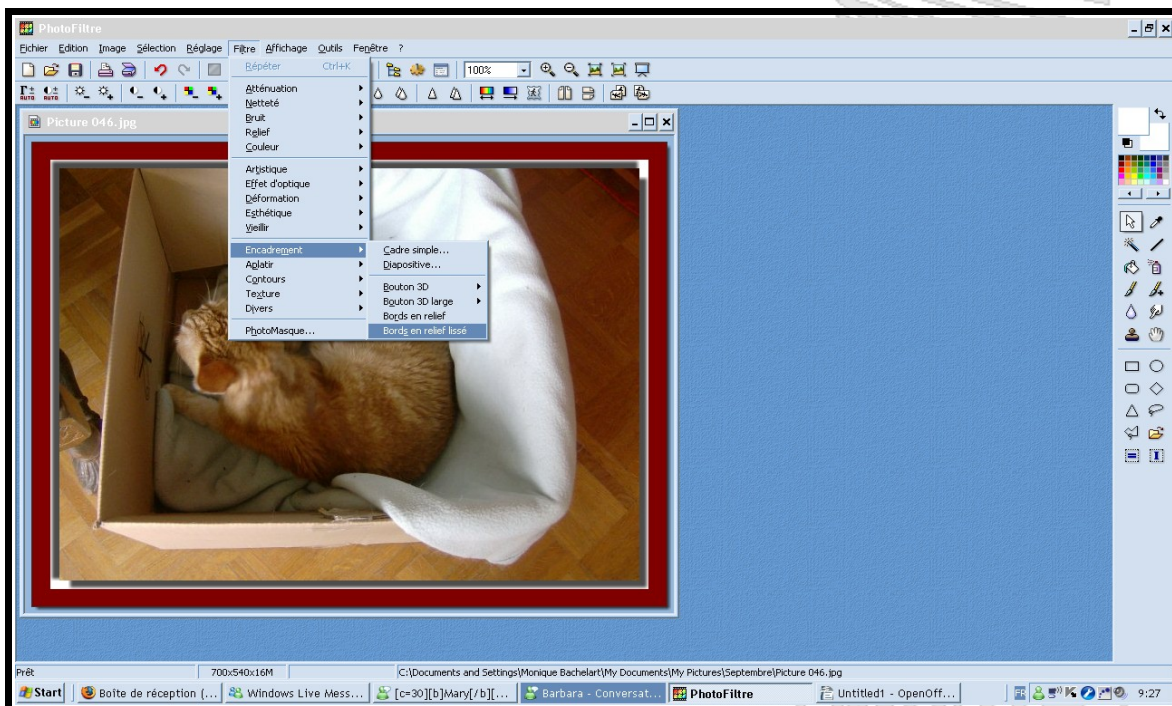 PhotoFiltre
Fichier Edition Image Sélection Réglage Filtre Affichage Outils Fenêtre ?
Répéter Ctrl+K
100%
Atténuation
Netteté
Bruit
Relief
Couleur
Picture 046.jpg
Artistique
Effet d'optique
Déformation
Esthétique
Vieillir
Encadrement
Aplatir
Contours
Texture
Divers
PhotoMasque...
Cadre simple...
Diapositive...
Bouton 3D
Bouton 3D large
Bords en relief
Bords en relief lissé
Prêt 700x540x16M C:\Documents and Settings\Monique Bachelart\My Documents\My Pictures\Septembre\Picture 046.jpg
Start Boîte de réception (... Windows Live Mess... [c=30][b]Mary[/b][... Barbara - Conversat... PhotoFiltre Untitled1 - OpenOff... FR 9:27